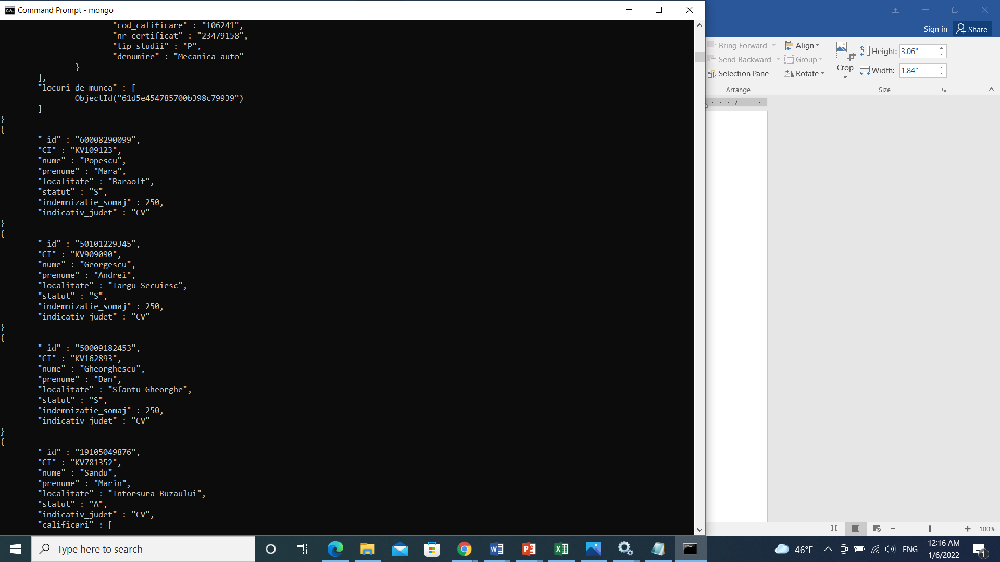 Command Prompt - mongo
"cod_calificare" : "106241",
"nr_certificat" : "23479158",
"tip_studii" : "P",
"denumire" : "Mecanica auto"
}
],
"locuri_de_munca" : [
ObjectId("61d5e454785700b398c79939")
]
}
{
"_id" : "60008290099",
"CI" : "KV109123",
"nume" : "Popescu",
"prenume" : "Mara",
"localitate" : "Baraolt",
"statut" : "S",
"indemnizatie_somaj" : 250,
"indicativ_judet" : "CV"
}
{
"_id" : "50101229345",
"CI" : "KV909090",
"nume" : "Georgescu",
"prenume" : "Andrei",
"localitate" : "Targu Secuiesc",
"statut" : "S",
"indemnizatie_somaj" : 250,
"indicativ_judet" : "CV"
}
{
"_id" : "50009182453",
"CI" : "KV162893",
"nume" : "Gheorghescu",
"prenume" : "Dan",
"localitate" : "Sfantu Gheorghe",
"statut" : "S",
"indemnizatie_somaj" : 250,
"indicativ_judet" : "CV"
}
{
"_id" : "19105049876",
"CI" : "KV781352",
"nume" : "Sandu",
"prenume" : "Marin",
"localitate" : "Intorsura Buzaului",
"statut" : "A",
"indicativ_judet" : "CV",
"calificari" : [
Sign in Share
Bring Forward Align
Send Backward Group
Selection Pane Rotate
Arrange
Crop
Height: 3.06"
Width: 1.84"
Size
7
100%
Type here to search
46°F ENG
12:16 AM
1/6/2022
1